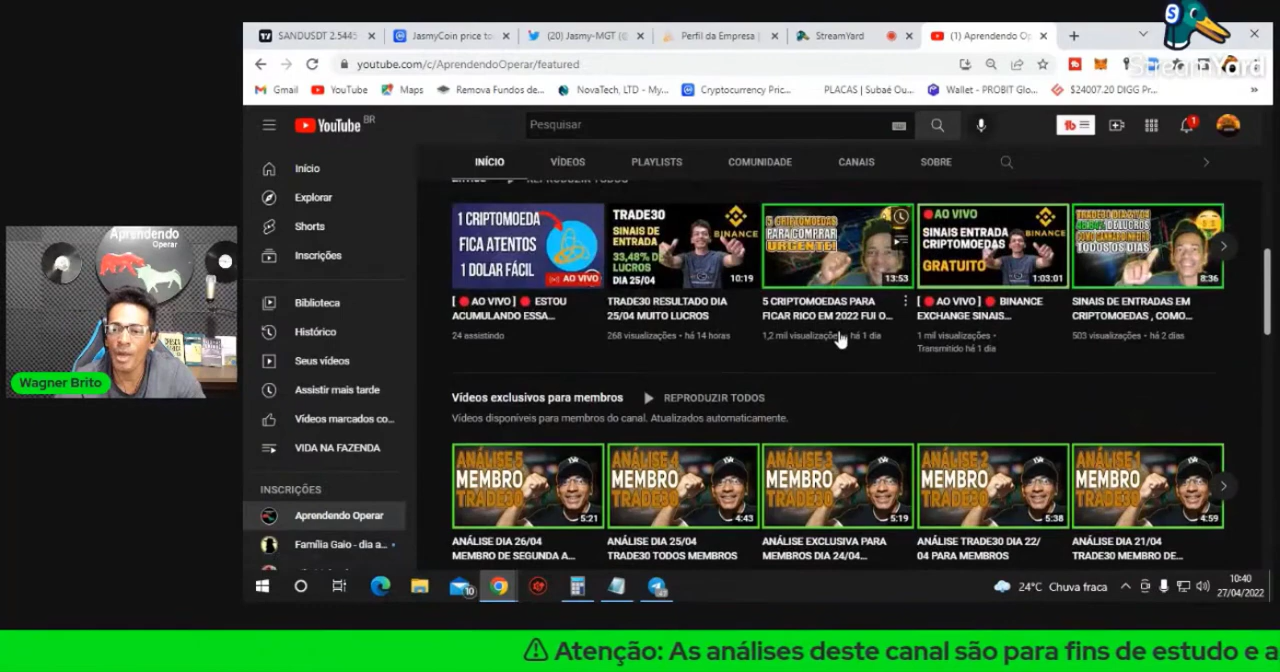 SANDUSDT 2.5445
JasmyCoin price to
(20) Jasmy-MGT (@
Perfil da Empresa
StreamYard
(1) Aprendendo Op
StreamYard
youtube.com/c/AprendendoOperar/featured
Gmail
YouTube
Maps
Remova Fundos de...
NovaTech, LTD - My...
Cryptocurrency Pric...
PLACAS | Subaé Ou...
Wallet - PROBIT Glo...
$24007.20 DIGG Pr...
YouTube BR
Pesquisar
1
INÍCIO
VÍDEOS
PLAYLISTS
COMUNIDADE
CANAIS
SOBRE
REPRODUZIR TODOS
Início
Explorar
Shorts
Inscrições
Biblioteca
Histórico
Seus vídeos
Assistir mais tarde
Vídeos marcados co...
VIDA NA FAZENDA
INSCRIÇÕES
Aprendendo Operar
Família Gaio - dia a...
1 CRIPTOMOEDA
FICA ATENTOS
1 DOLAR FÁCIL
AO VIVO
[ 🔴 AO VIVO ] 🔴 ESTOU
ACUMULANDO ESSA...
24 assistindo
TRADE30
SINAIS DE
ENTRADA
33,48% DE
LUCROS
DIA 25/04
BINANCE
10:19
TRADE30 RESULTADO DIA
25/04 MUITO LUCROS
268 visualizações • há 14 horas
5 CRIPTOMOEDAS
PARA COMPRAR
URGENTE!
13:53
5 CRIPTOMOEDAS PARA
FICAR RICO EM 2022 FUI O...
1,2 mil visualizações • há 1 dia
AO VIVO
SINAIS ENTRADA
CRIPTOMOEDAS
GRATUITO
BINANCE
1:03:01
[ 🔴 AO VIVO ] 🔴 BINANCE
EXCHANGE SINAIS...
1 mil visualizações •
Transmitido há 1 dia
DE LUCROS
COMO GANHAR DINHEIRO
TODOS OS DIAS
8:36
SINAIS DE ENTRADAS EM
CRIPTOMOEDAS , COMO...
503 visualizações • há 2 dias
Vídeos exclusivos para membros
REPRODUZIR TODOS
Vídeos disponíveis para membros do canal. Atualizados automaticamente.
ANÁLISE 5
MEMBRO
TRADE30
5:21
ANÁLISE DIA 26/04
MEMBRO DE SEGUNDA A...
ANÁLISE 4
MEMBRO
TRADE30
4:43
ANÁLISE DIA 25/04
TRADE30 TODOS MEMBROS
ANÁLISE 3
MEMBRO
TRADE30
5:19
ANÁLISE EXCLUSIVA PARA
MEMBROS DIA 24/04...
ANÁLISE 2
MEMBRO
TRADE30
5:38
ANÁLISE TRADE30 DIA 22/
04 PARA MEMBROS
ANÁLISE 1
MEMBRO
TRADE30
4:59
ANÁLISE DIA 21/04
TRADE30 MEMBRO DE...
Aprendendo
Operar
Wagner Brito
10
24°C Chuva fraca
10:40
27/04/2022
Atenção: As análises deste canal são para fins de estudo e a